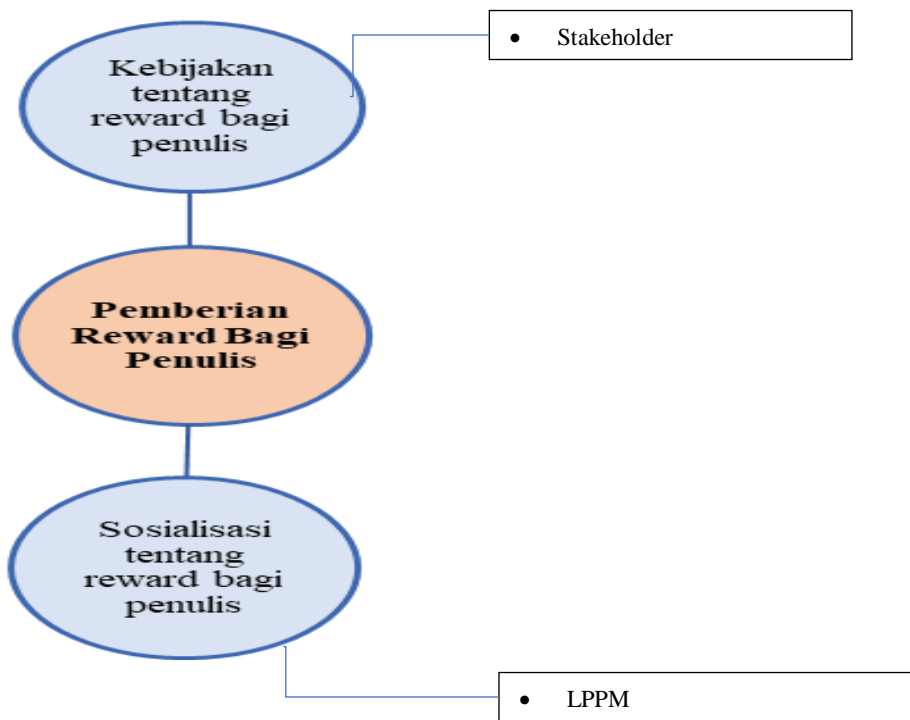 • Stakeholder
Kebijakan
tentang
reward bagi
penulis
Pemberian
Reward Bagi
Penulis
Sosialisasi
tentang
reward bagi
penulis
• LPPM